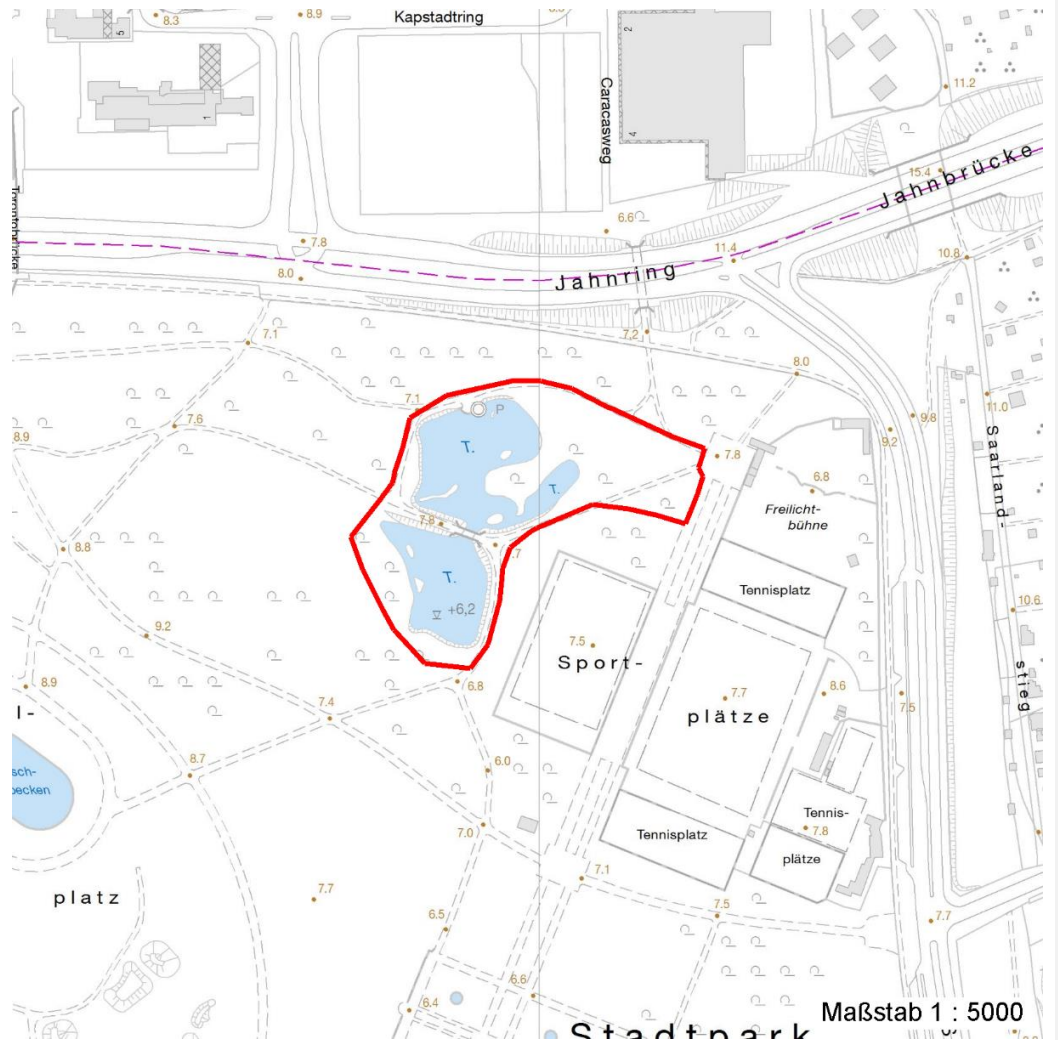 8.3
8.9
Kapstadtring
5
2
1
4
Caracasweg
11.2
15.4
Jahnbrücke
6.6
7.8
11.4
10.8
8.0
Jahnring
7.1
7.2
8.0
7.1
P
11.0
7.6
9.8
8.9
9.2
T.
7.8
6.8
Saarland-
T.
Freilicht-
bühne
7.8
8.8
T.
Tennisplatz
+6,2
10.6
9.2
7.5
Sport-
stieg
8.9
6.8
7.7
8.6
7.5
l-
7.4
plätze
8.7
6.0
sch-
becken
7.0
Tennis-
7.8
Tennisplatz
plätze
7.1
7.7
platz
7.5
7.7
6.5
6.6
6.4
Maßstab 1 : 5000
Stadtpark